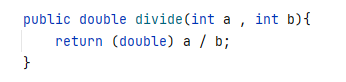 public double divide(int a , int b){
    return (double) a / b;
}